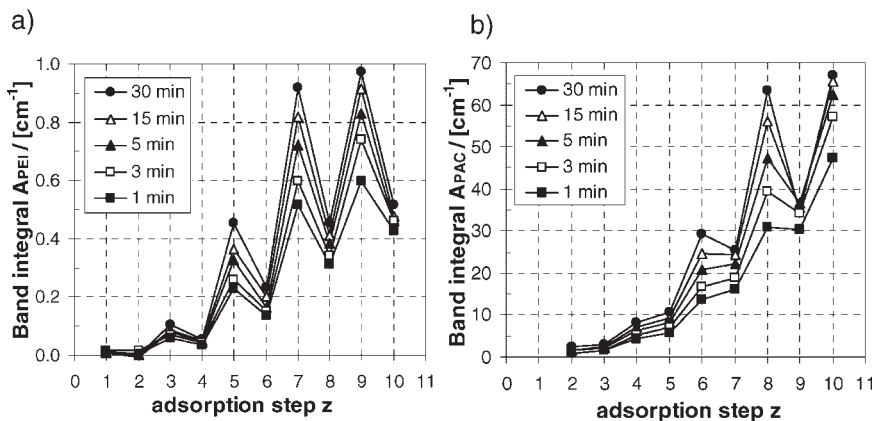 a)
Band integral APEI / [cm-1]
1.0
0.8
0.6
0.4
0.2
0.0
30 min
15 min
5 min
3 min
1 min
0 1 2 3 4 5 6 7 8 9 10 11
adsorption step z
b)
Band integral APAC / [cm-1]
70
60
50
40
30
20
10
0
30 min
15 min
5 min
3 min
1 min
0 1 2 3 4 5 6 7 8 9 10 11
adsorption step z